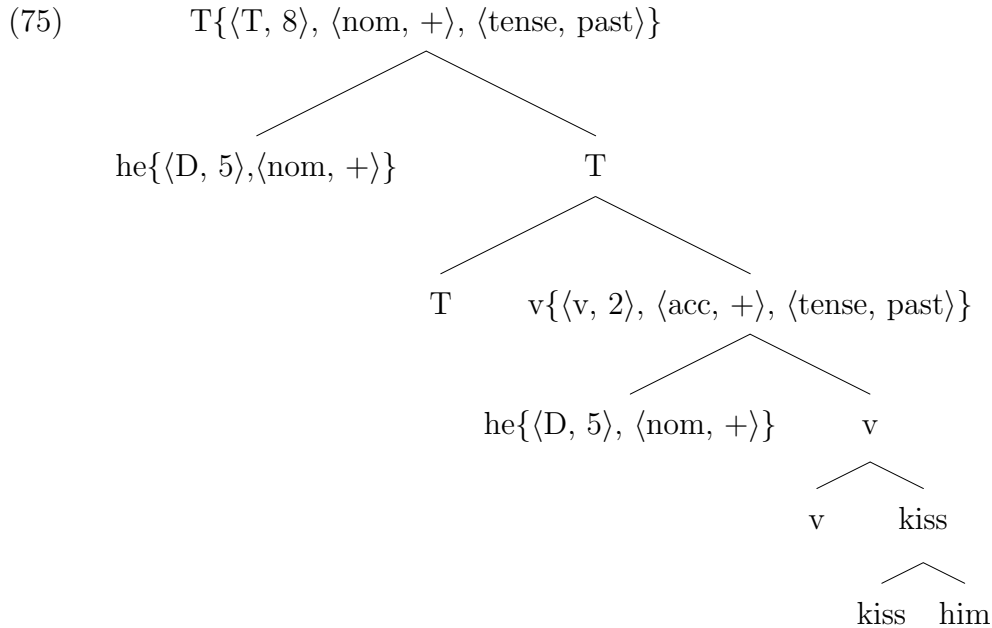 (75) T{⟨T, 8⟩, ⟨nom, +⟩, ⟨tense, past⟩}
he{⟨D, 5⟩,⟨nom, +⟩} T
T v{⟨v, 2⟩, ⟨acc, +⟩, ⟨tense, past⟩}
he{⟨D, 5⟩, ⟨nom, +⟩} v
v kiss
kiss him